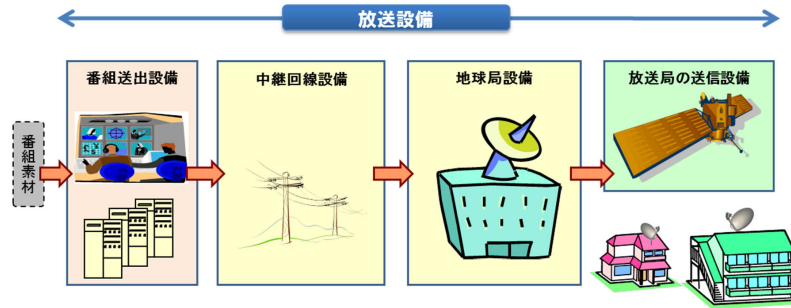 放送設備
番組送出設備
中継回線設備
地球局設備
放送局の送信設備
番組素材